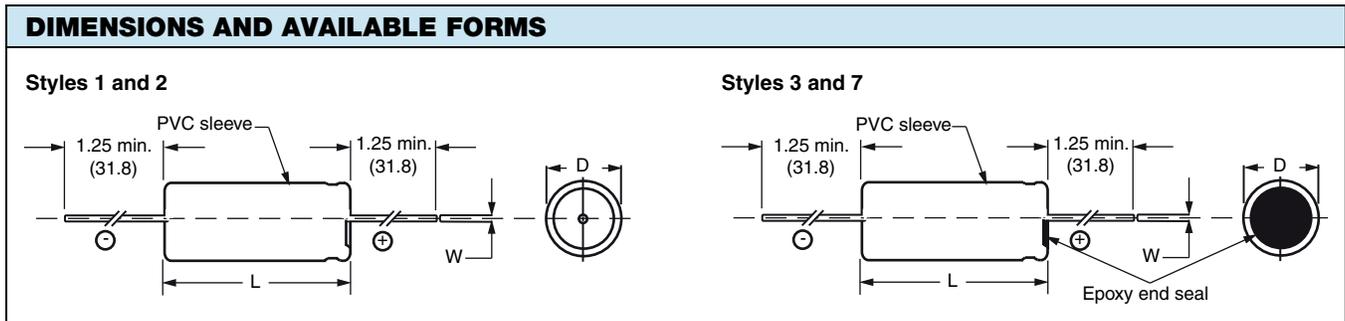 DIMENSIONS AND AVAILABLE FORMS
Styles 1 and 2
PVC sleeve
1.25 min.
(31.8)
1.25 min.
(31.8)
D
-
+
W
L
Styles 3 and 7
PVC sleeve
1.25 min.
(31.8)
1.25 min.
(31.8)
D
-
+
W
L
Epoxy end seal